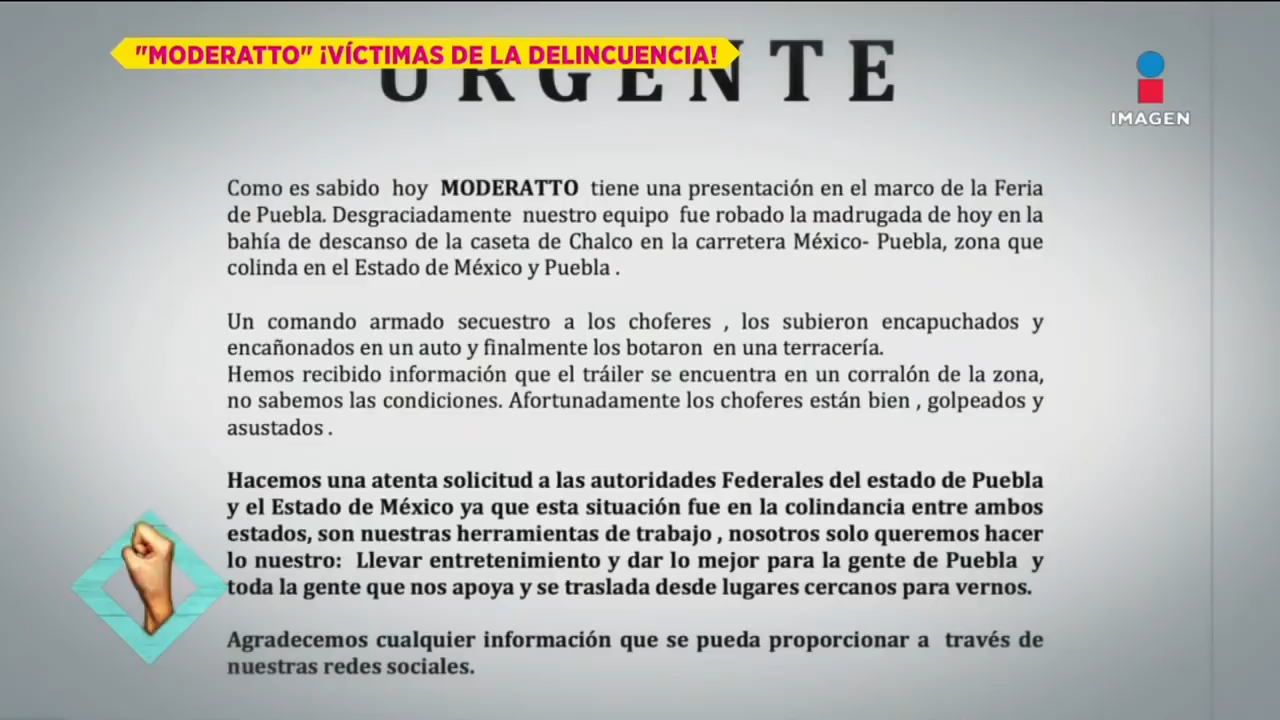 "MODERATTO" ¡VÍCTIMAS DE LA DELINCUENCIA!
URGENTE
IMAGEN
Como es sabido hoy MODERATTO tiene una presentación en el marco de la Feria
de Puebla. Desgraciadamente nuestro equipo fue robado la madrugada de hoy en la
bahía de descanso de la caseta de Chalco en la carretera México- Puebla, zona que
colinda en el Estado de México y Puebla .
Un comando armado secuestro a los choferes , los subieron encapuchados y
encañonados en un auto y finalmente los botaron en una terracería.
Hemos recibido información que el tráiler se encuentra en un corralón de la zona,
no sabemos las condiciones. Afortunadamente los choferes están bien , golpeados y
asustados .
Hacemos una atenta solicitud a las autoridades Federales del estado de Puebla
y el Estado de México ya que esta situación fue en la colindancia entre ambos
estados, son nuestras herramientas de trabajo , nosotros solo queremos hacer
lo nuestro: Llevar entretenimiento y dar lo mejor para la gente de Puebla y
toda la gente que nos apoya y se traslada desde lugares cercanos para vernos.
Agradecemos cualquier información que se pueda proporcionar a través de
nuestras redes sociales.